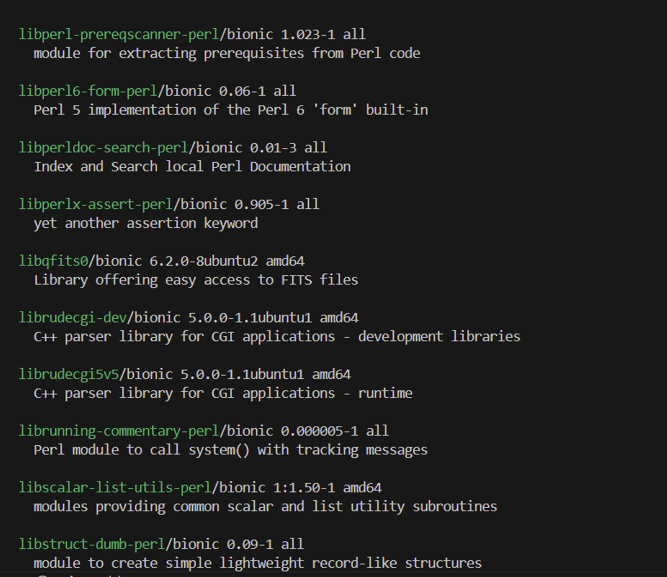 libperl-prereqscanner-perl/bionic 1.023-1 all
module for extracting prerequisites from Perl code
libperl6-form-perl/bionic 0.06-1 all
Perl 5 implementation of the Perl 6 'form' built-in
libperldoc-search-perl/bionic 0.01-3 all
Index and Search local Perl Documentation
libperlx-assert-perl/bionic 0.905-1 all
yet another assertion keyword
libqfits0/bionic 6.2.0-8ubuntu2 amd64
Library offering easy access to FITS files
librudecgi-dev/bionic 5.0.0-1.1ubuntu1 amd64
C++ parser library for CGI applications - development libraries
librudecgi5v5/bionic 5.0.0-1.1ubuntu1 amd64
C++ parser library for CGI applications - runtime
librunning-commentary-perl/bionic 0.000005-1 all
Perl module to call system() with tracking messages
libscalar-list-utils-perl/bionic 1:1.50-1 amd64
modules providing common scalar and list utility subroutines
libstruct-dumb-perl/bionic 0.09-1 all
module to create simple lightweight record-like structures